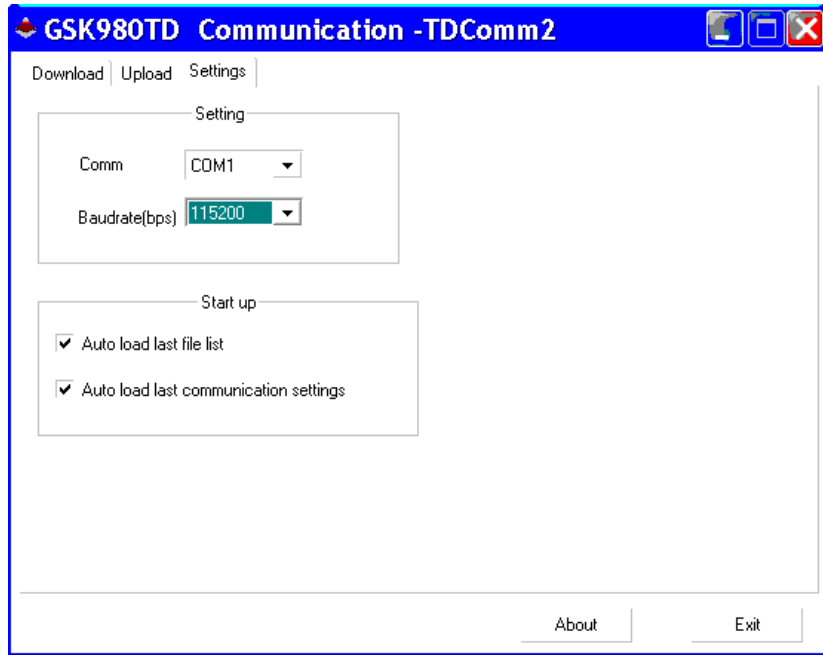 GSK980TD Communication -TDComm2
Download Upload Settings
Setting
Comm COM1
Baudrate(bps) 115200
Start up
Auto load last file list
Auto load last communication settings
About Exit